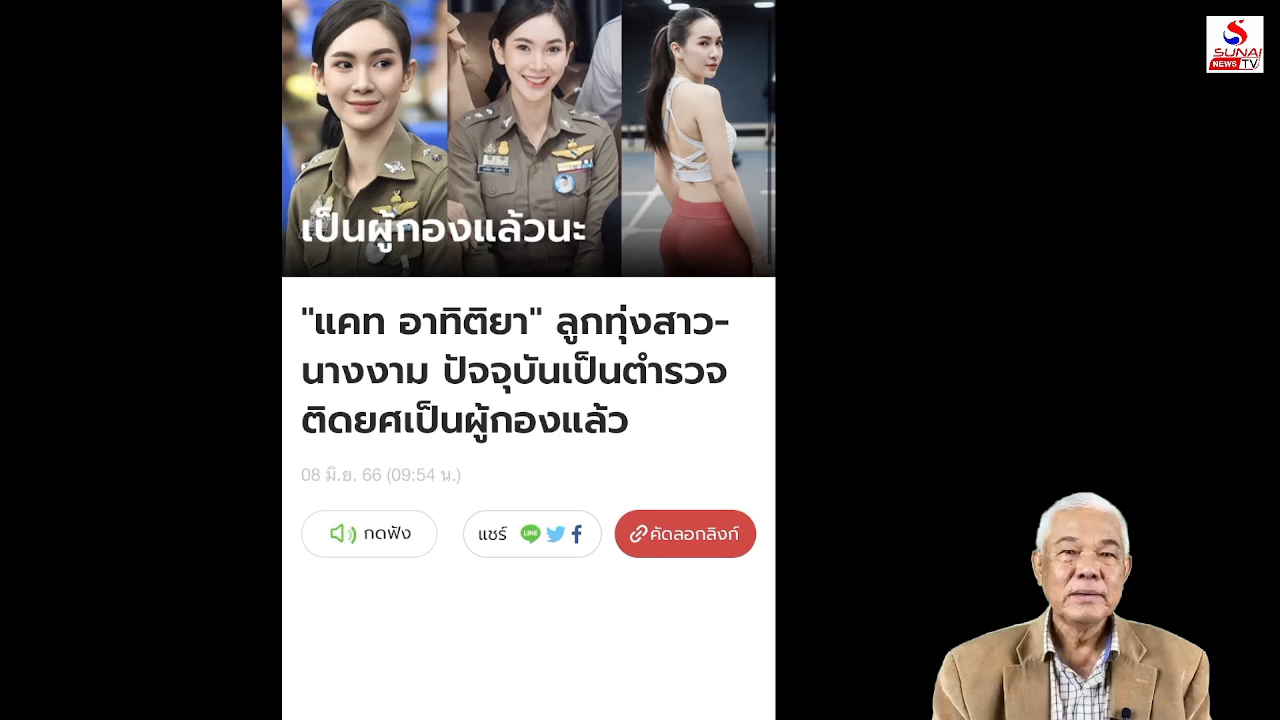 SUNAI
NEWS TV
เป็นผู้กองแล้วนะ
"แคท อาทิติยา" ลูกทุ่งสาว-
นางงาม ปัจจุบันเป็นตำรวจ
ติดยศเป็นผู้กองแล้ว
08 มิ.ย. 66 (09:54 น.)
กดฟัง
แชร์ LINE
คัดลอกลิงก์